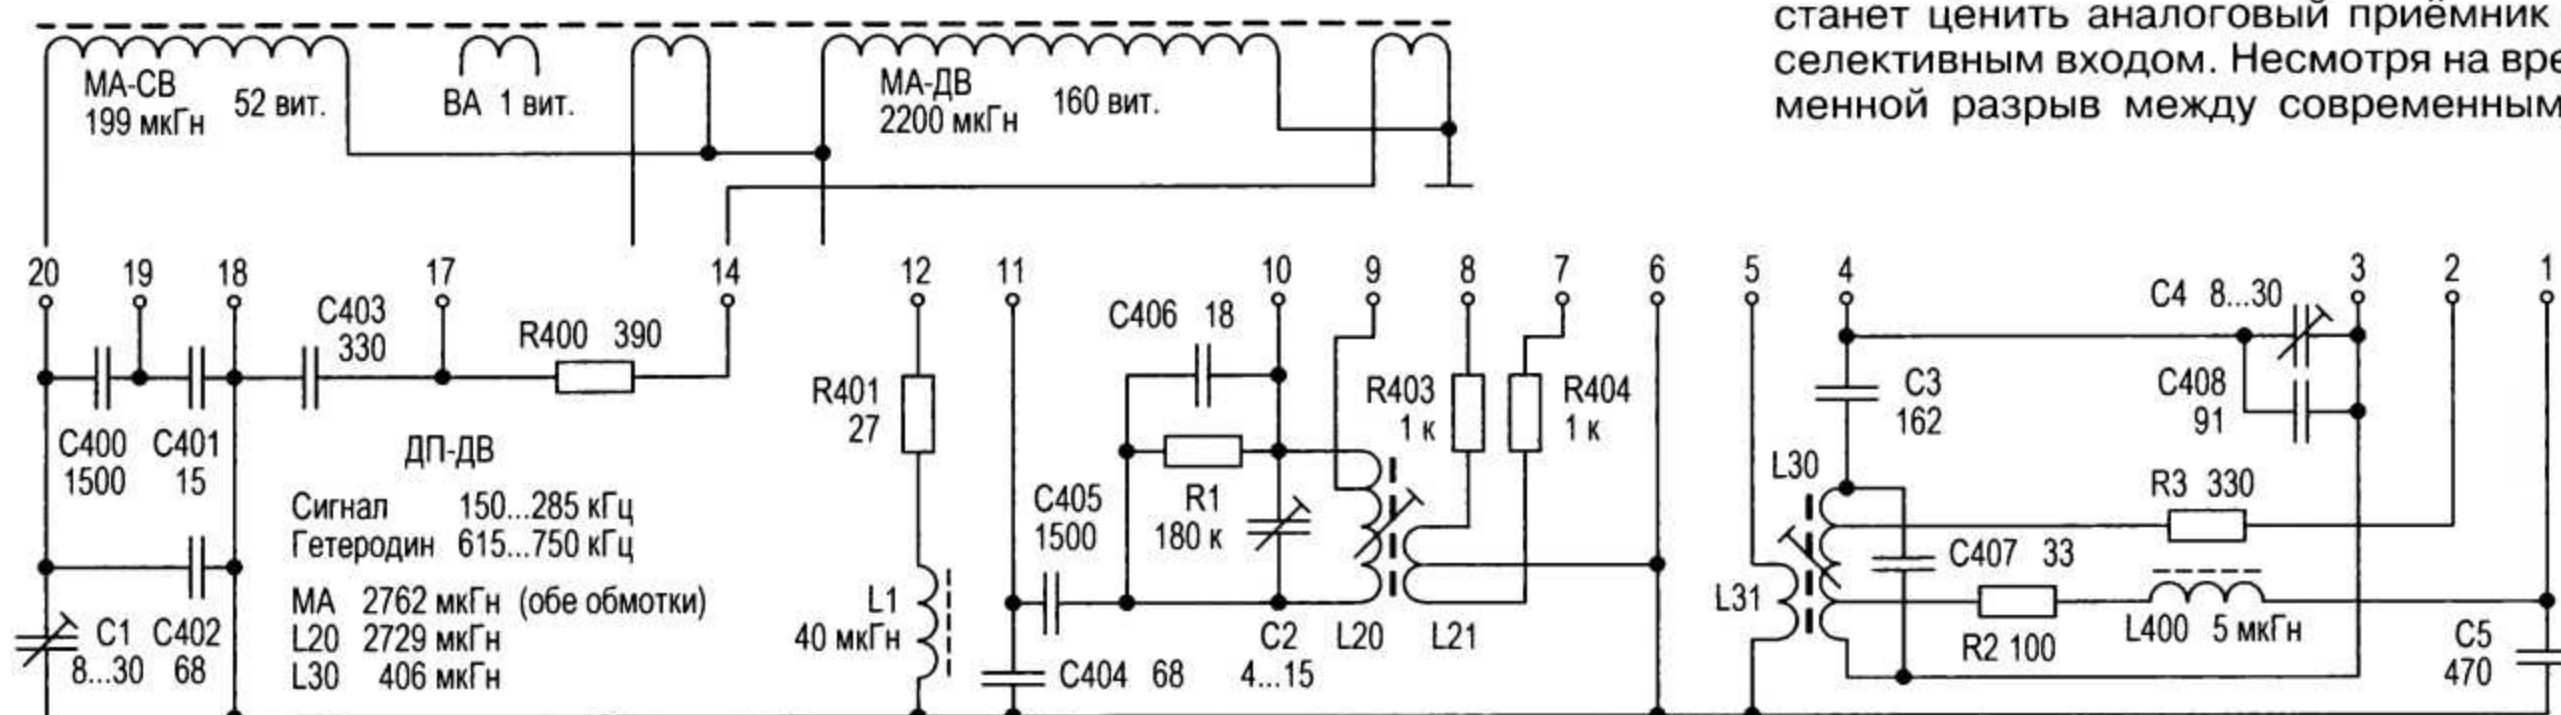 станет ценить аналоговый приёмник
селективным входом. Несмотря на вре
менной разрыв между современным
МА-СВ
199 мкГн
52 вит.
ВА 1 вит.
МА-ДВ
2200 мкГн
160 вит.
20 19 18 17 14 12 11 10 9 8 7 6 5 4 3 2 1
C403
330
R400 390
C406 18
C4 8...30
C400
1500
C401
15
ДП-ДВ
R401
27
R403
1 к
R404
1 к
C3
162
C408
91
Сигнал 150...285 кГц
Гетеродин 615...750 кГц
C405
1500
R1
180 к
L30
R3 330
C407 33
МА 2762 мкГн (обе обмотки)
L20 2729 мкГн
L30 406 мкГн
C1
8...30
C402
68
L1
40 мкГн
C404 68
C2
4...15
L20
L21
L31
R2 100
L400 5 мкГн
C5
470